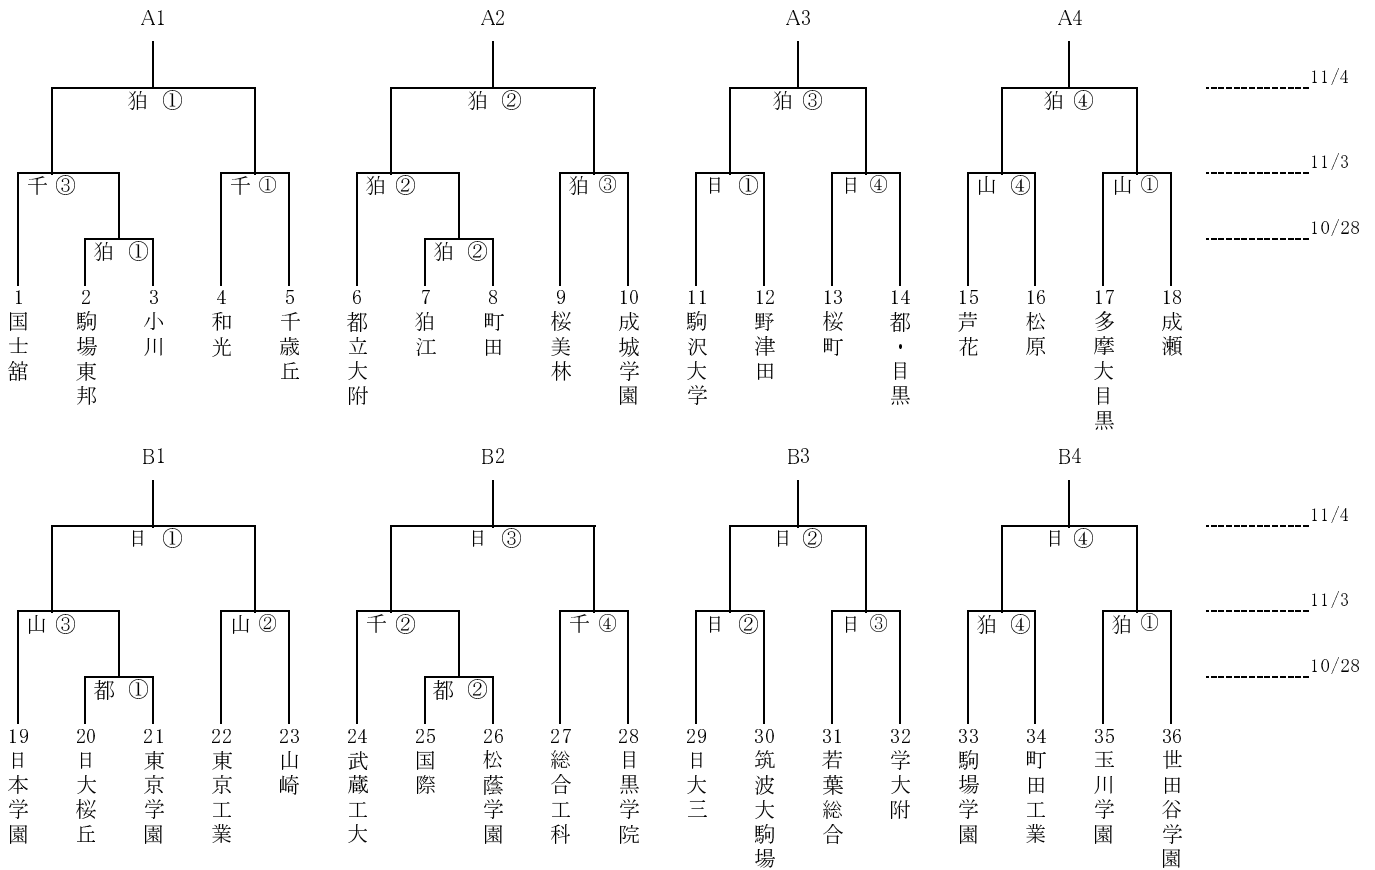 A1 A2 A3 A4
11/4
狛 ① 狛 ② 狛 ③ 狛 ④
11/3
千 ③ 千 ① 狛 ② 狛 ③ 日 ① 日 ④ 山 ④ 山 ①
10/28
狛 ① 狛 ②
1 2 3 4 5 6 7 8 9 10 11 12 13 14 15 16 17 18
国士舘
駒場東邦
小川
和光
千歳丘
都立大附
狛江
町田
桜美林
成城学園
駒沢大学
野津田
桜町
都・目黒
芦花
松原
多摩大目黒
成瀬
B1 B2 B3 B4
11/4
日 ① 日 ③ 日 ② 日 ④
11/3
山 ③ 山 ② 千 ② 千 ④ 日 ② 日 ③ 狛 ④ 狛 ①
10/28
都 ① 都 ②
19 20 21 22 23 24 25 26 27 28 29 30 31 32 33 34 35 36
日本学園
日大桜丘
東京学園
東京工業
山崎
武蔵工大
国際
松蔭学園
総合工科
目黒学院
日大三
筑波大駒場
若葉総合
学大附
駒場学園
町田工業
玉川学園
世田谷学園